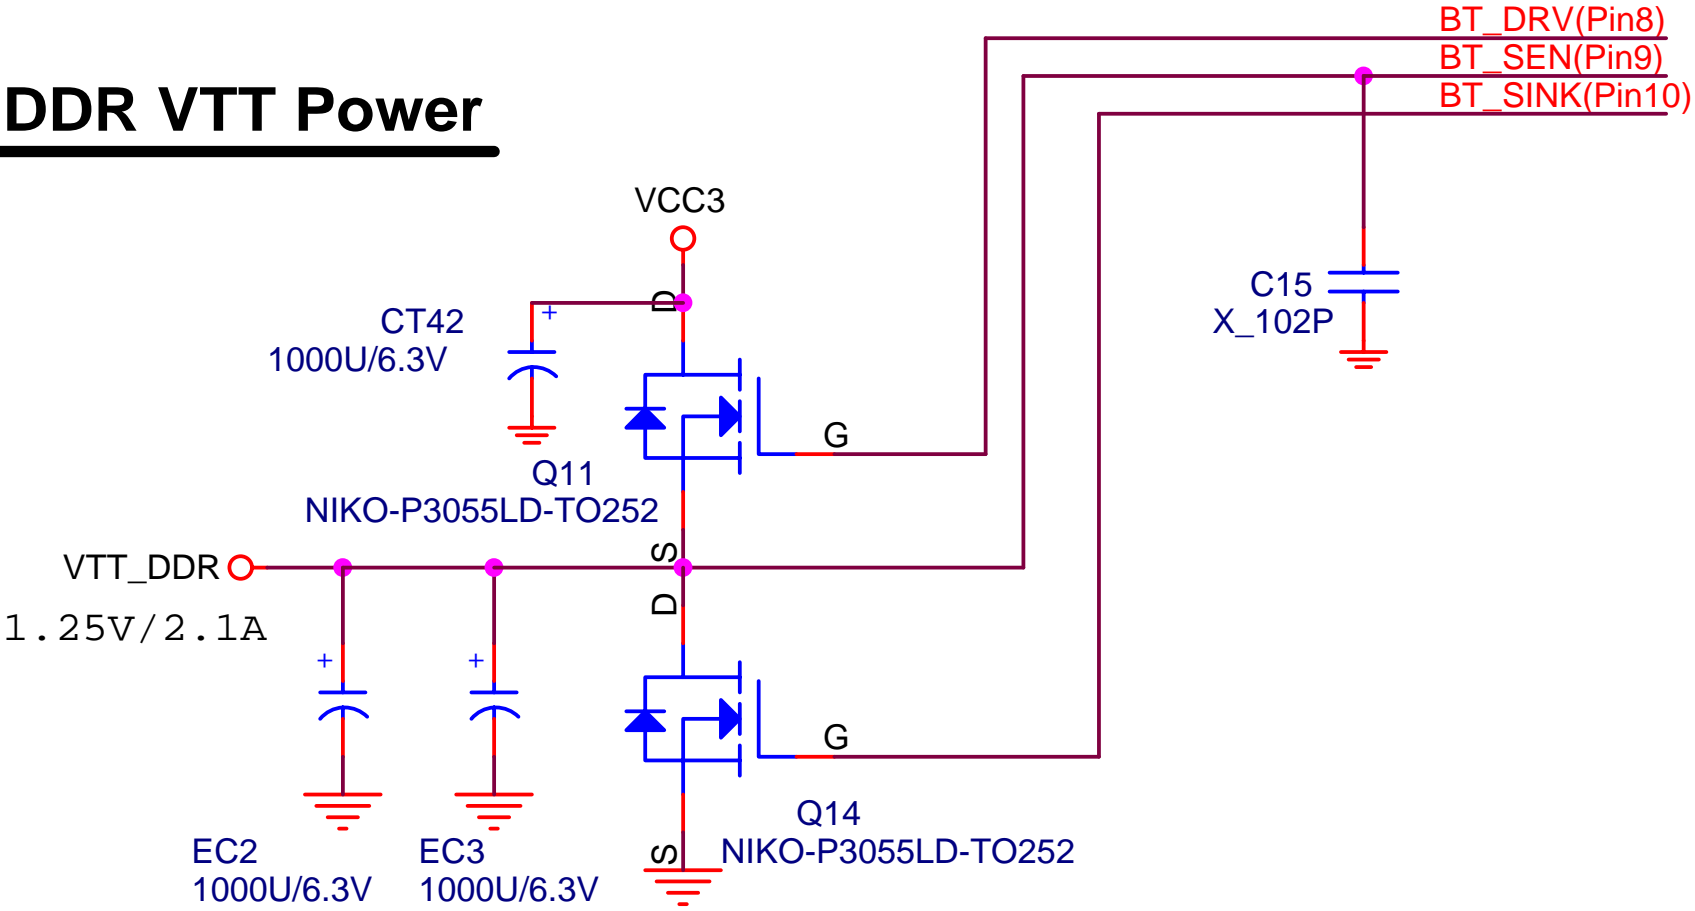 BT_DRV(Pin8)
BT_SEN(Pin9)
BT_SINK(Pin10)
DDR VTT Power
VCC3
D
CT42
+
1000U/6.3V
C15
X_102P
G
Q11
NIKO-P3055LD-TO252
S
VTT_DDR
D
1.25V/2.1A
+
+
G
Q14
NIKO-P3055LD-TO252
S
EC2
1000U/6.3V
EC3
1000U/6.3V